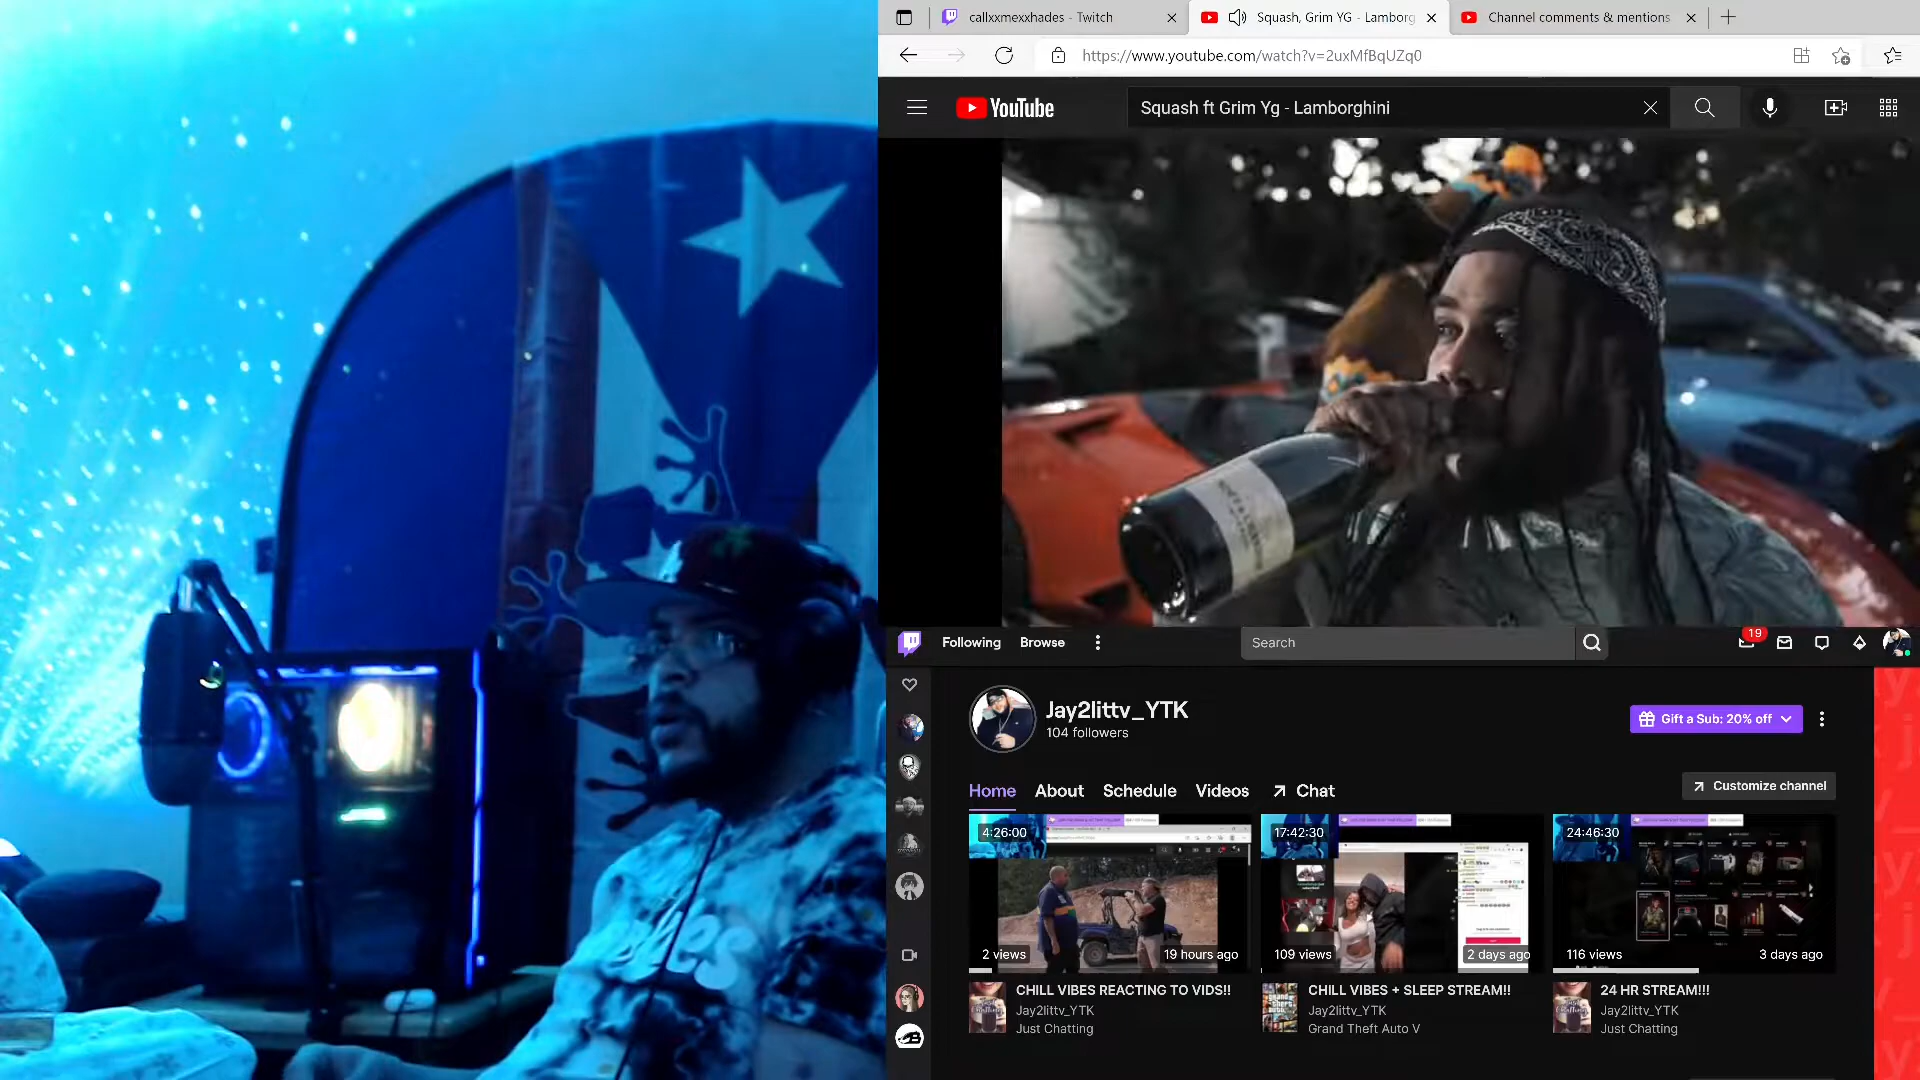 callxxmexxhades - Twitch
Squash, Grim YG - Lamborg
Channel comments & mentions
https://www.youtube.com/watch?v=2uxMfBqUZq0
YouTube
Squash ft Grim Yg - Lamborghini
Following
Browse
Search
19
Jay2littv_YTK
104 followers
Gift a Sub: 20% off
Home
About
Schedule
Videos
Chat
Customize channel
4:26:00
17:42:30
24:46:30
2 views
19 hours ago
109 views
2 days ago
116 views
3 days ago
CHILL VIBES REACTING TO VIDS!!
Jay2littv_YTK
Just Chatting
CHILL VIBES + SLEEP STREAM!!
Jay2littv_YTK
Grand Theft Auto V
24 HR STREAM!!!
Jay2littv_YTK
Just Chatting